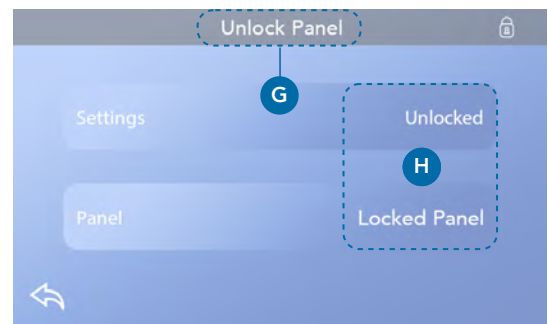 Unlock Panel
G
Settings Unlocked
H
Panel Locked Panel